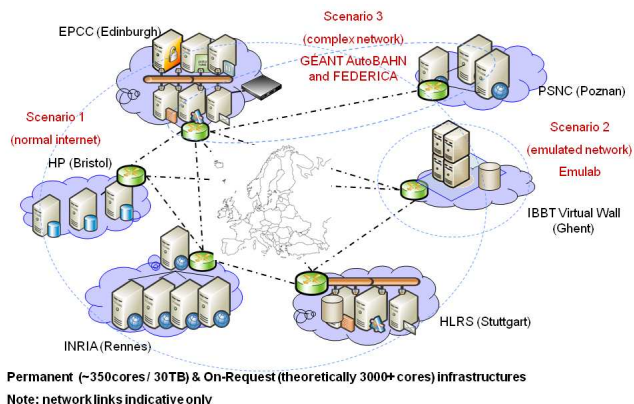 EPCC (Edinburgh)
Scenario 3
(complex network)
GÉANT AutoBAHN
and FEDERICA
PSNC (Poznan)
Scenario 1
(normal internet)
HP (Bristol)
Scenario 2
(emulated network)
Emulab
IBBT Virtual Wall
(Ghent)
INRIA (Rennes)
HLRS (Stuttgart)
Permanent (~350cores / 30TB) & On-Request (theoretically 3000+ cores) infrastructures
Note: network links indicative only